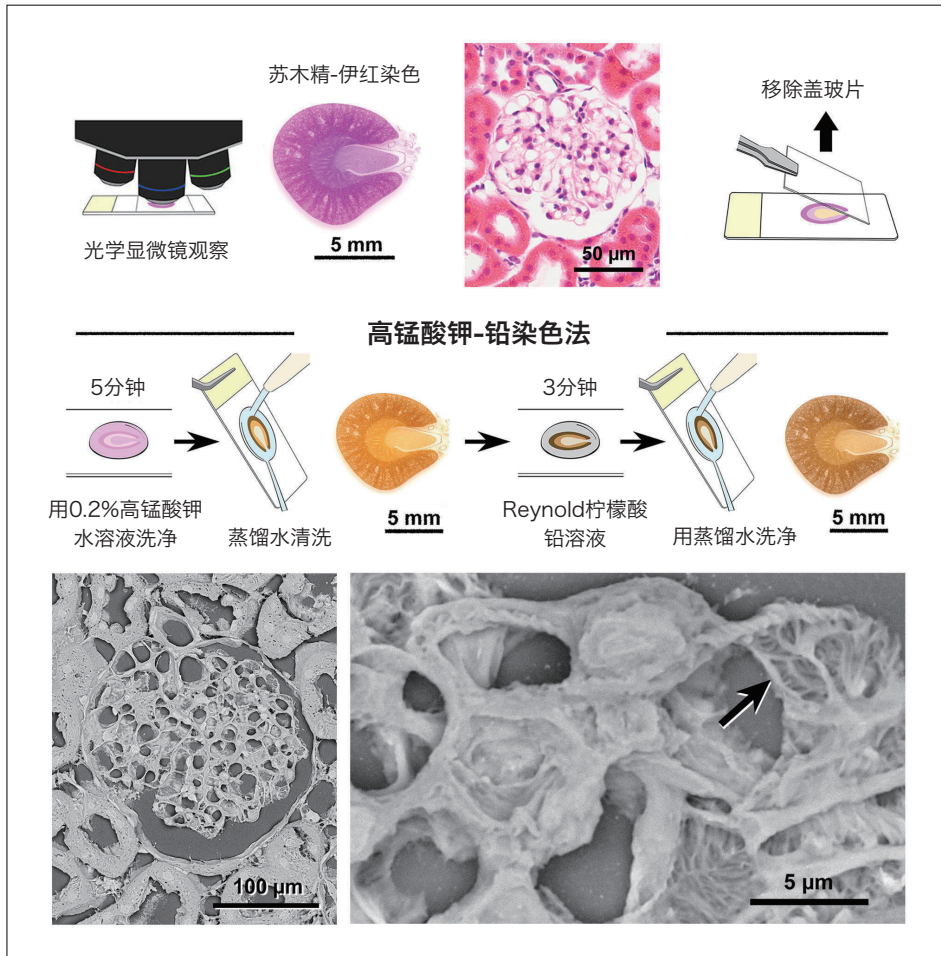 苏木精-伊红染色
移除盖玻片
光学显微镜观察
5 mm
50 μm
高锰酸钾-铅染色法
5分钟
3分钟
用0.2%高锰酸钾
水溶液洗净
蒸馏水清洗
5 mm
Reynold柠檬酸
铅溶液
用蒸馏水洗净
5 mm
100 μm
5 μm